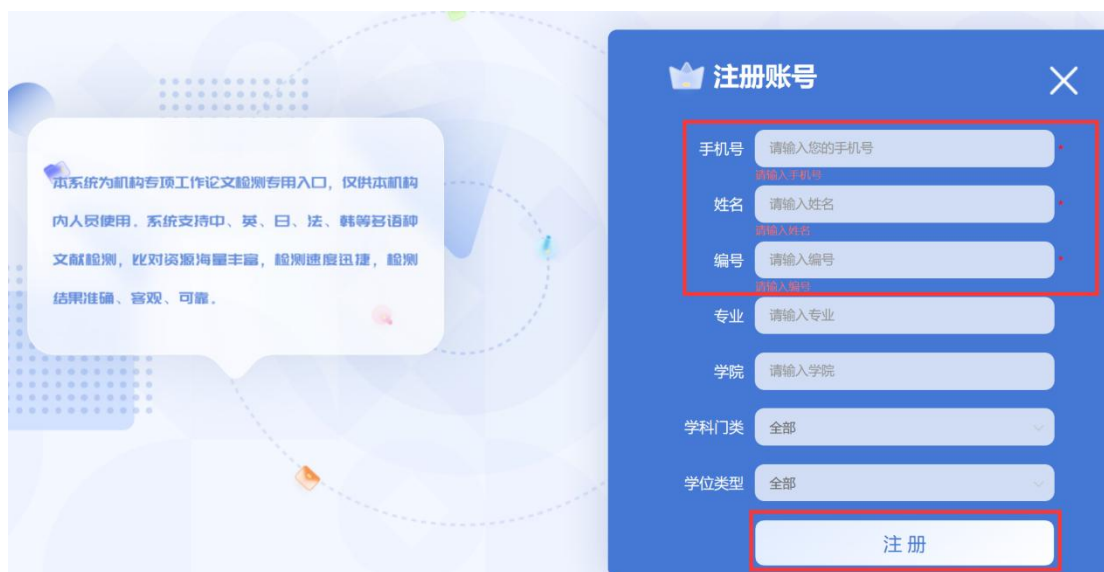 注册账号
本系统为机构专项工作论文检测专用入口，仅供本机构
内人员使用。系统支持中、英、日、法、韩等多语种
文献检测，比对资源海量丰富，检测速度迅捷，检测
结果准确、客观、可靠。
手机号 请输入您的手机号 *
请输入手机号
姓名 请输入姓名 *
请输入姓名
编号 请输入编号 *
请输入编号
专业 请输入专业
学院 请输入学院
学科门类 全部
学位类型 全部
注册